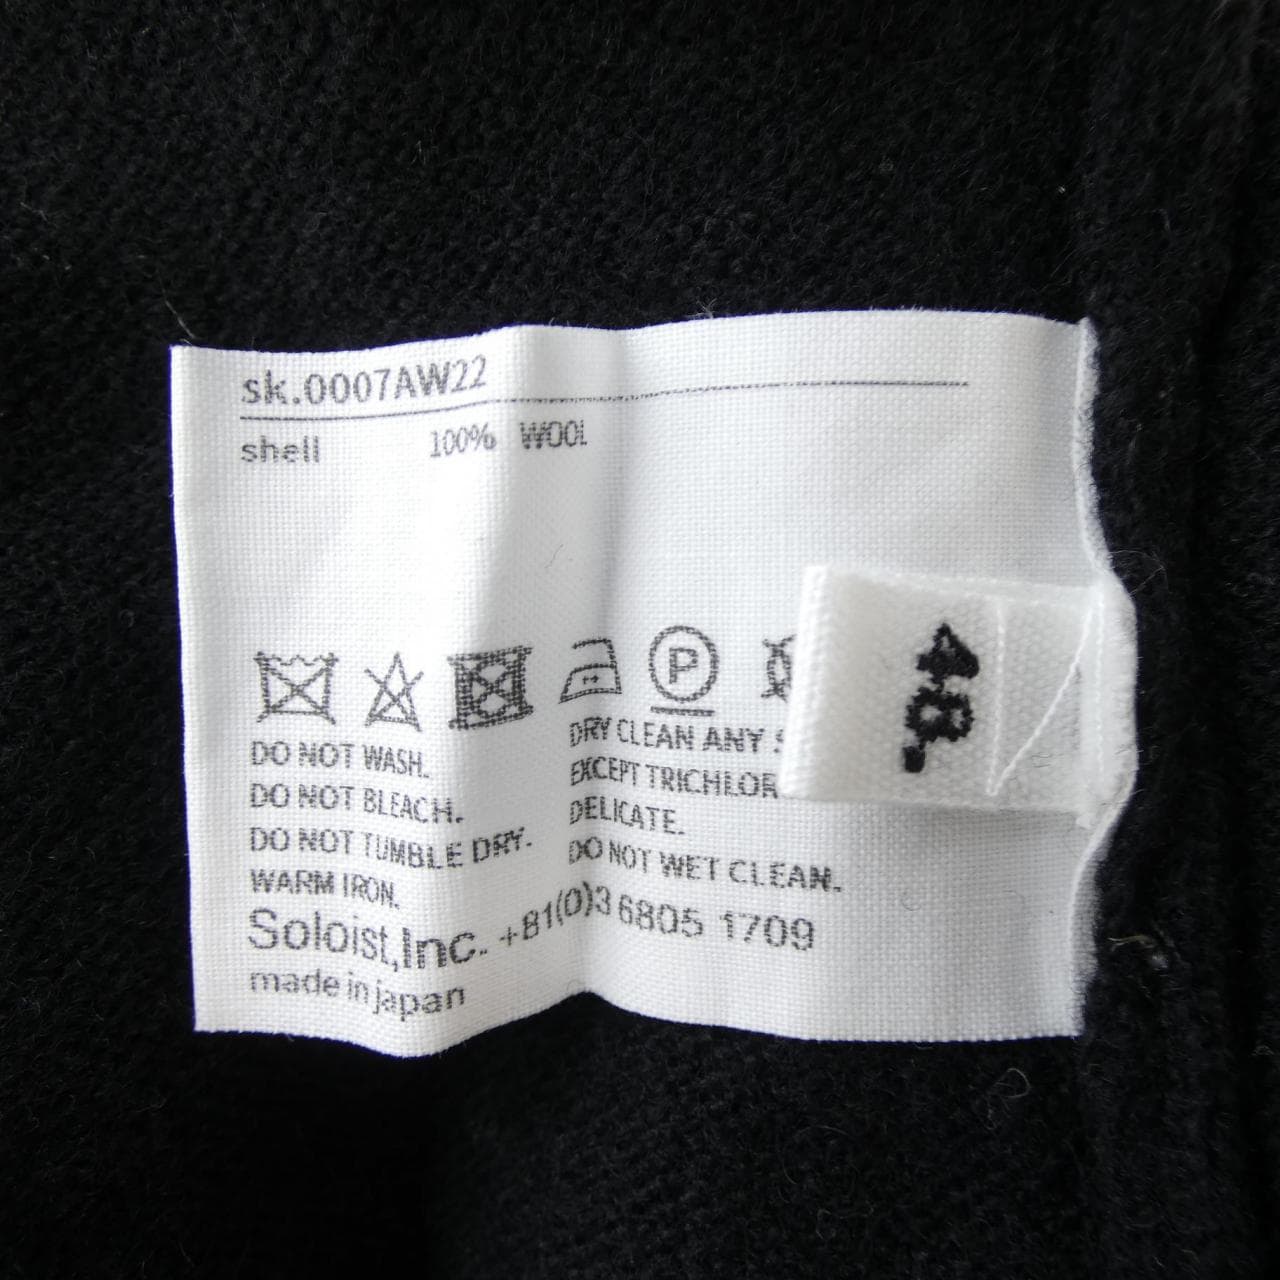 sk.0007AW22
shell 100% WOOL
P
DO NOT WASH.
DO NOT BLEACH.
DO NOT TUMBLE DRY.
WARM IRON.
DRY CLEAN ANY
EXCEPT
DELICATE.
DO NOT WET CLEAN.
Soloist,Inc. +81(0)3 6805 1709
made in japan
48.